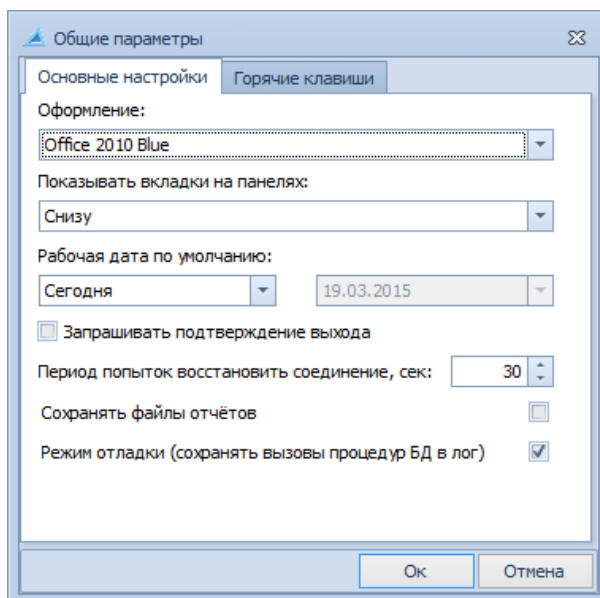 Общие параметры
Основные настройки Горячие клавиши
Оформление:
Office 2010 Blue
Показывать вкладки на панелях:
Снизу
Рабочая дата по умолчанию:
Сегодня 19.03.2015
Запрашивать подтверждение выхода
Период попыток восстановить соединение, сек: 30
Сохранять файлы отчётов
Режим отладки (сохранять вызовы процедур БД в лог)
Ок Отмена